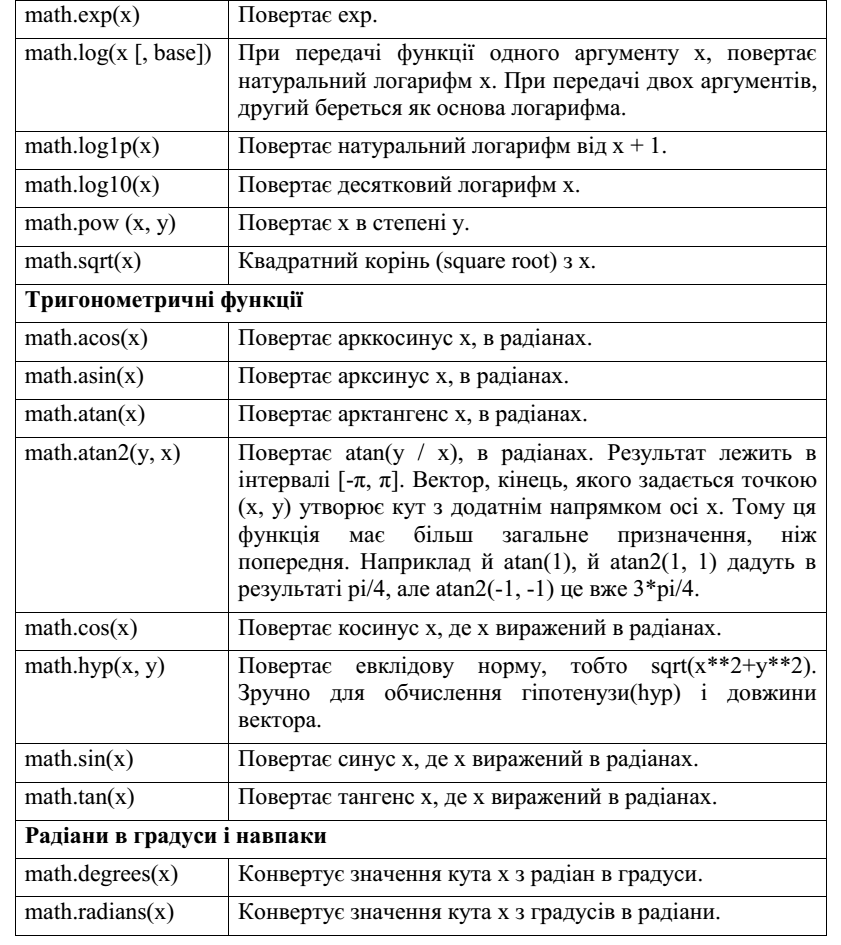 math.exp(x) Повертає exp.
math.log(x [, base]) При передачі функції одного аргументу x, повертає
натуральний логарифм x. При передачі двох аргументів,
другий береться як основа логарифма.
math.log1p(x) Повертає натуральний логарифм від x + 1.
math.log10(x) Повертає десятковий логарифм x.
math.pow (x, y) Повертає x в степені y.
math.sqrt(x) Квадратний корінь (square root) з x.
Тригонометричні функції
math.acos(x) Повертає арккосинус x, в радіанах.
math.asin(x) Повертає арксинус x, в радіанах.
math.atan(x) Повертає арктангенс x, в радіанах.
math.atan2(y, x) Повертає atan(y / x), в радіанах. Результат лежить в
інтервалі [-π, π]. Вектор, кінець, якого задається точкою
(x, y) утворює кут з додатнім напрямком осі x. Тому ця
функція має більш загальне призначення, ніж
попередня. Наприклад й atan(1), й atan2(1, 1) дадуть в
результаті pi/4, але atan2(-1, -1) це вже 3*pi/4.
math.cos(x) Повертає косинус x, де x виражений в радіанах.
math.hyp(x, y) Повертає евклідову норму, тобто sqrt(x**2+y**2).
Зручно для обчислення гіпотенузи(hyp) і довжини
вектора.
math.sin(x) Повертає синус x, де x виражений в радіанах.
math.tan(x) Повертає тангенс x, де x виражений в радіанах.
Радіани в градуси і навпаки
math.degrees(x) Конвертує значення кута x з радіан в градуси.
math.radians(x) Конвертує значення кута x з градусів в радіани.